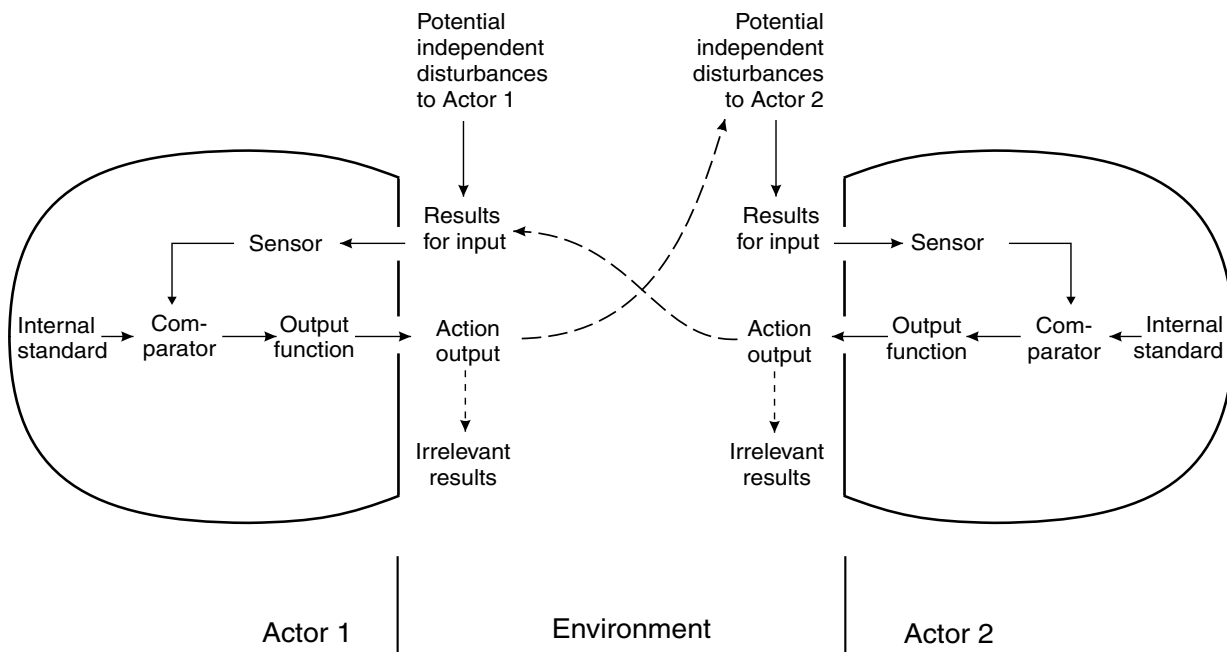 Potential
independent
disturbances
to Actor 1
Potential
independent
disturbances
to Actor 2
Results
for input
Sensor
Internal
standard
Com-
parator
Output
function
Action
output
Irrelevant
results
Results
for input
Sensor
Action
output
Output
function
Com-
parator
Internal
standard
Irrelevant
results
Actor 1
Environment
Actor 2